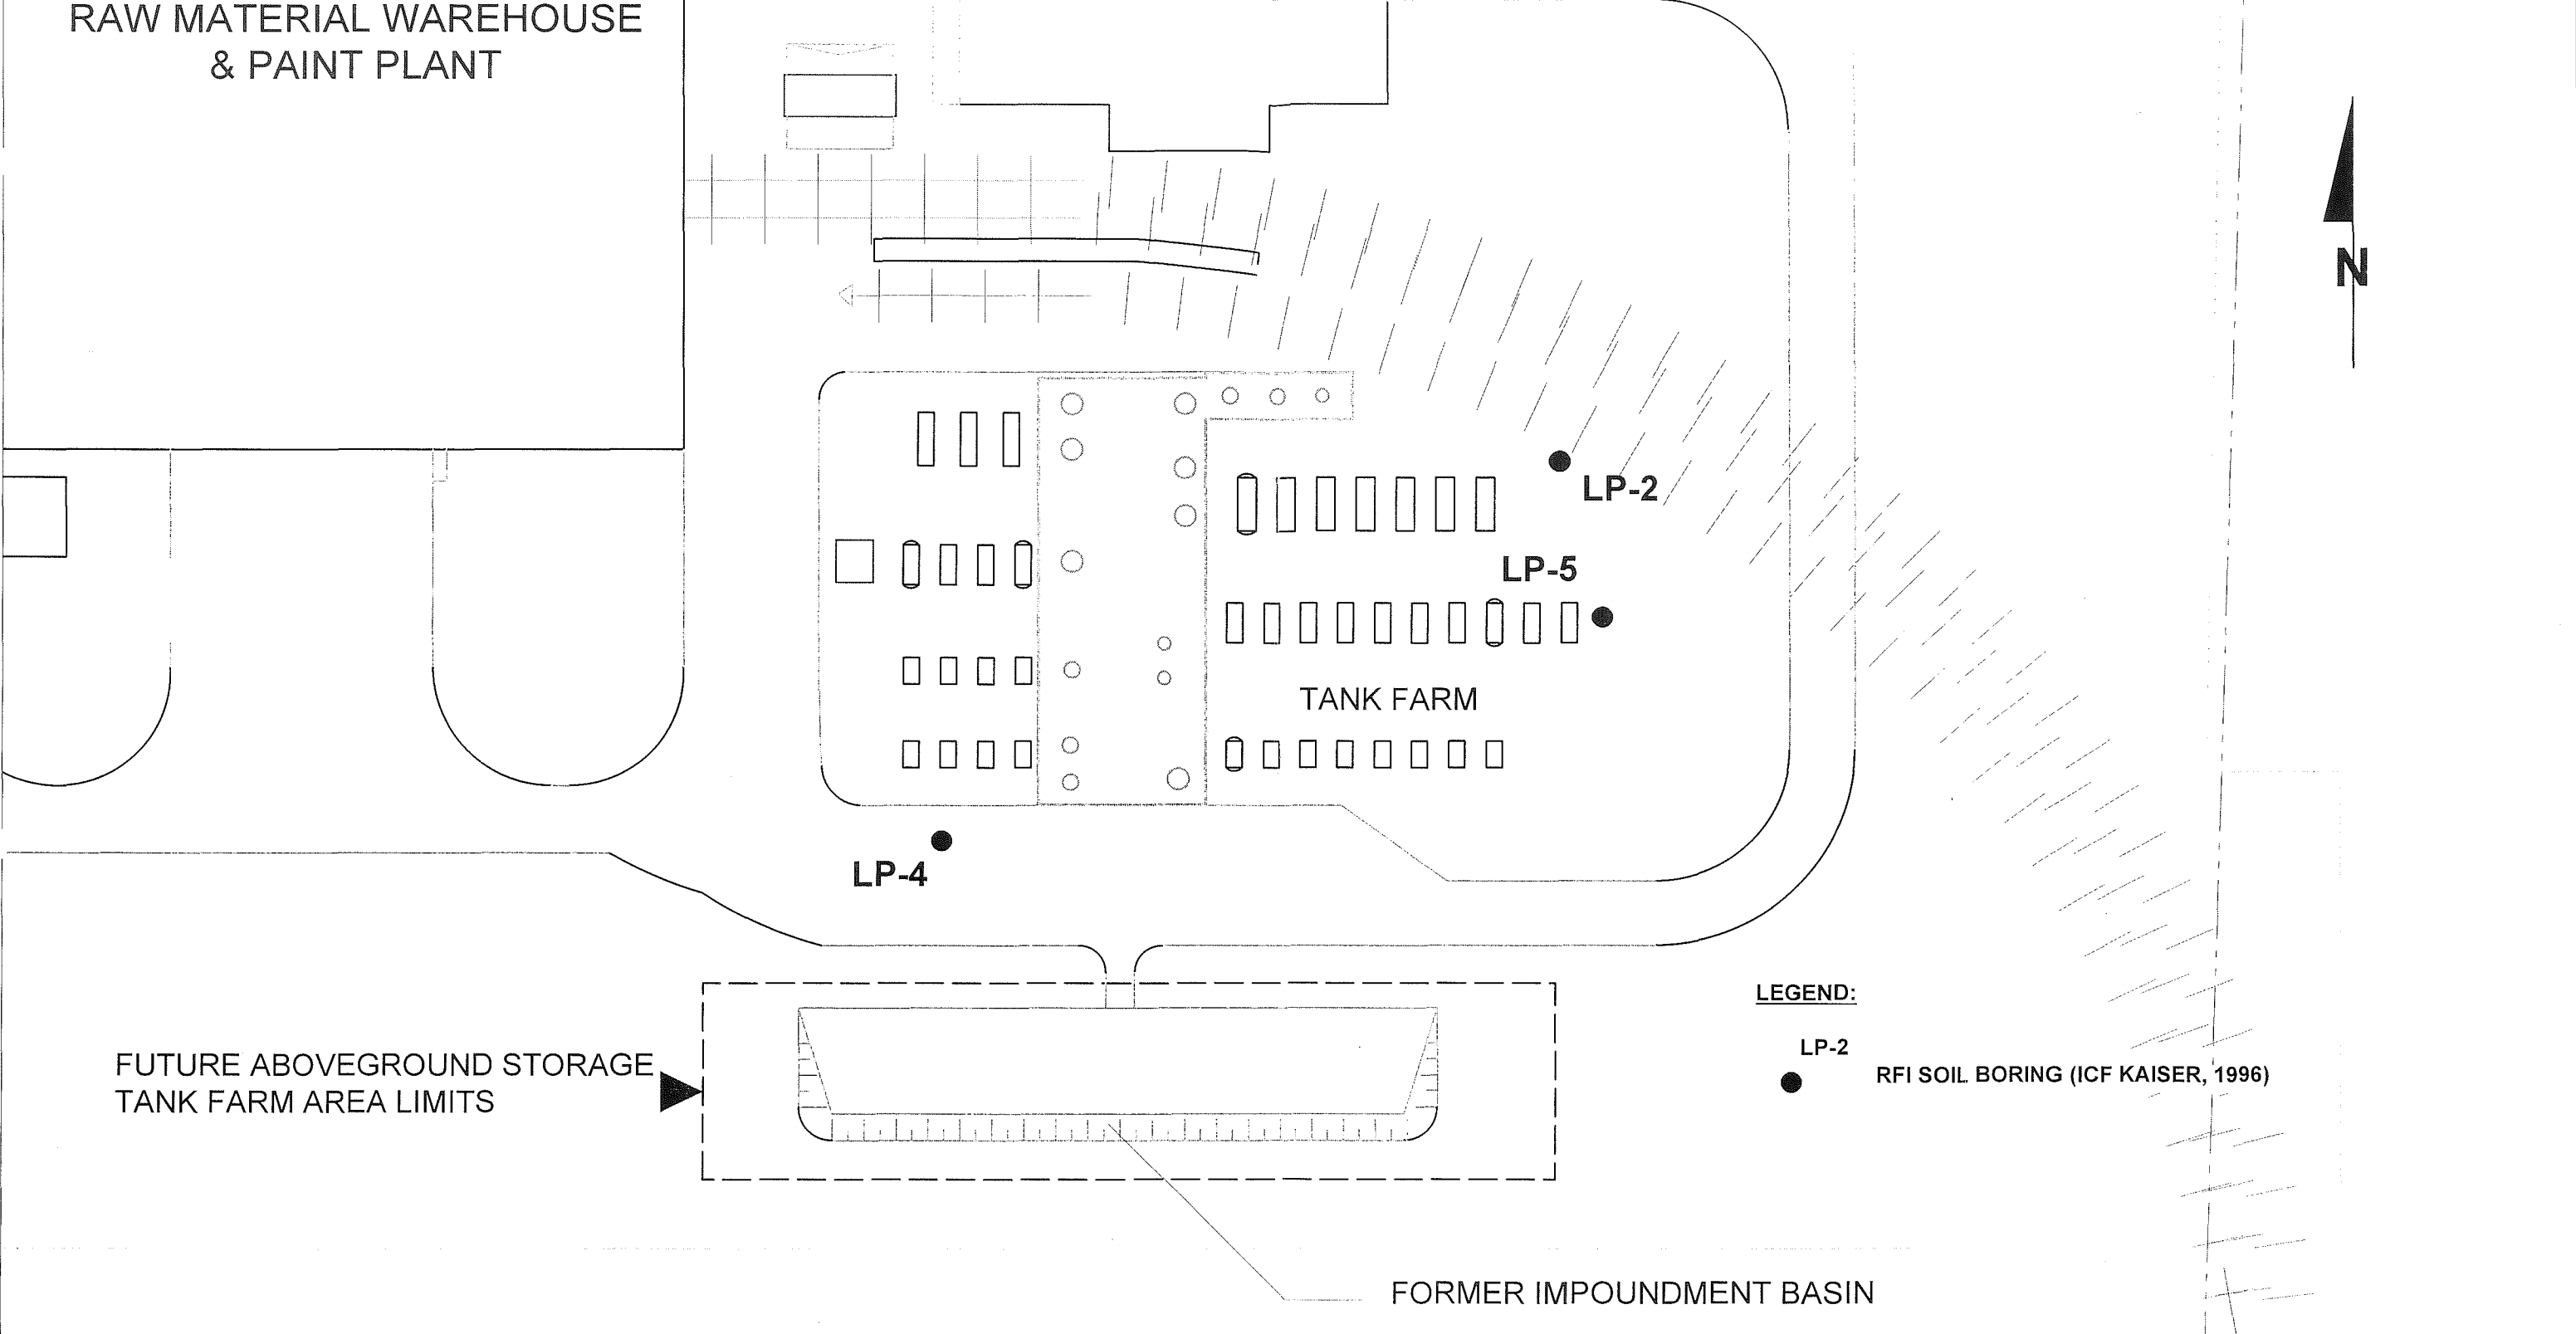 RAW MATERIAL WAREHOUSE
& PAINT PLANT
N
LP-2
LP-5
TANK FARM
LP-4
LEGEND:
LP-2
RFI SOIL BORING (ICF KAISER, 1996)
FUTURE ABOVEGROUND STORAGE
TANK FARM AREA LIMITS
FORMER IMPOUNDMENT BASIN